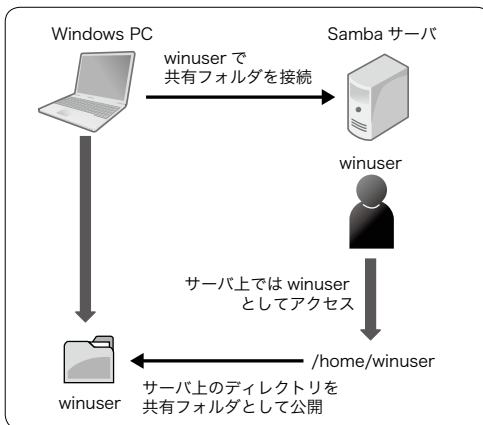 Windows PC
Samba サーバ
winuser で
共有フォルダを接続
winuser
サーバ上では winuser
としてアクセス
/home/winuser
winuser
サーバ上のディレクトリを
共有フォルダとして公開